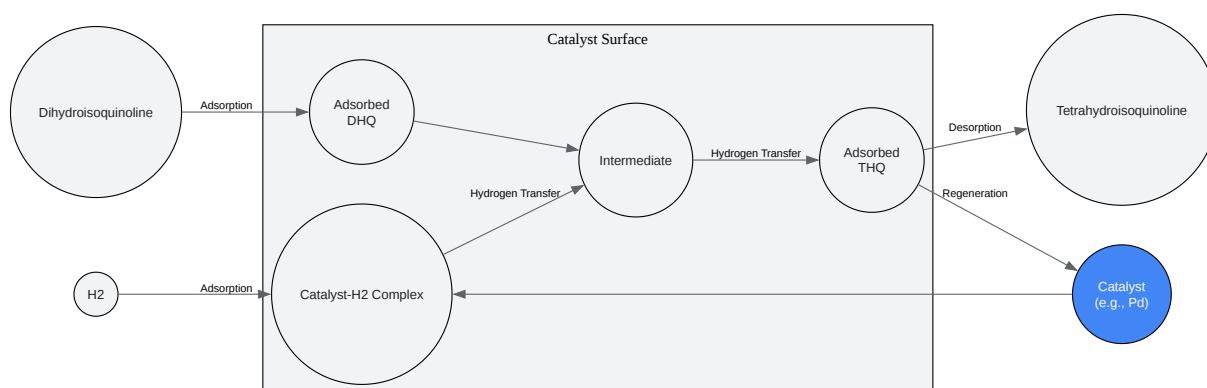 Catalyst Surface
Dihydroisoquinoline
Adsorption
Adsorbed
DHQ
Intermediate
Hydrogen Transfer
Adsorbed
THQ
Desorption
Tetrahydroisoquinoline
Hydrogen Transfer
Regeneration
H2
Adsorption
Catalyst-H2 Complex
Catalyst
(e.g., Pd)